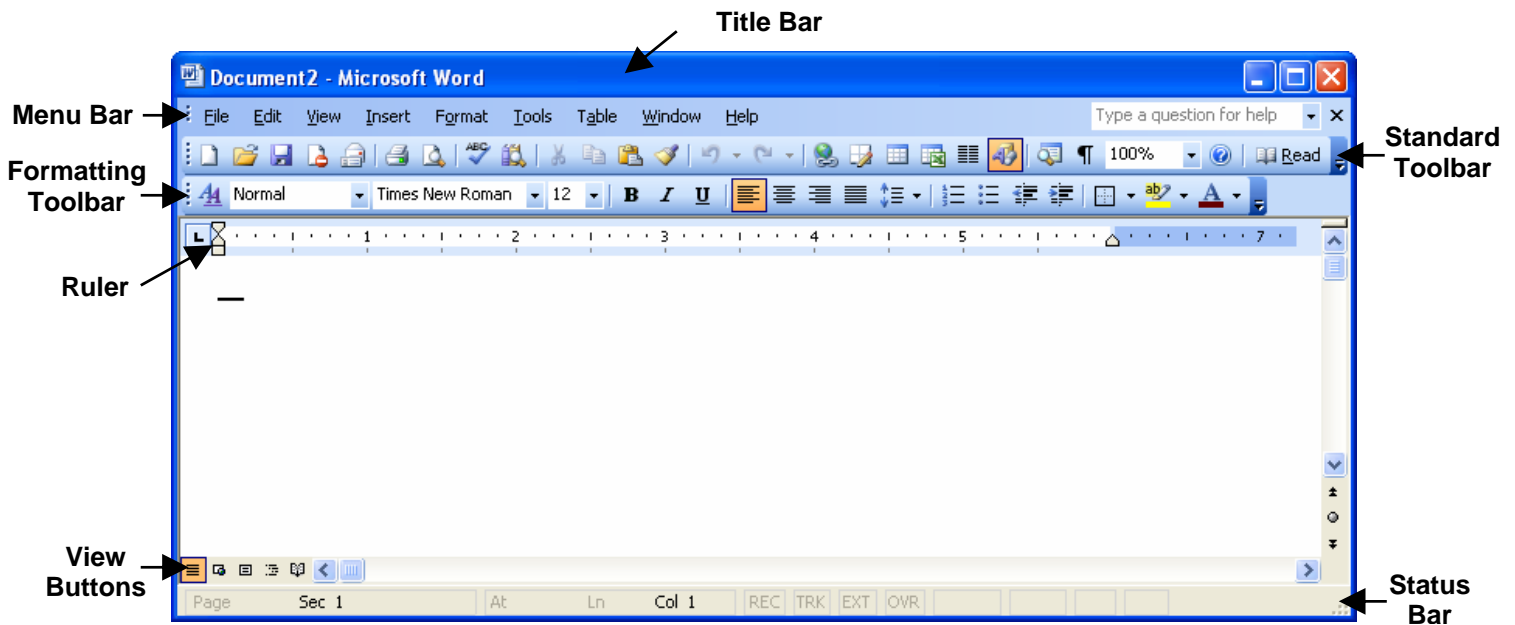 Title Bar
Document2 - Microsoft Word
Menu Bar
File Edit View Insert Format Tools Table Window Help
Type a question for help
Standard
Toolbar
ABC
¶ 100% Read
Formatting
Toolbar
Normal Times New Roman 12 B I U ab A
L 1 2 3 4 5 7
Ruler
View
Buttons
Page Sec 1 At Ln Col 1 REC TRK EXT OVR
Status
Bar